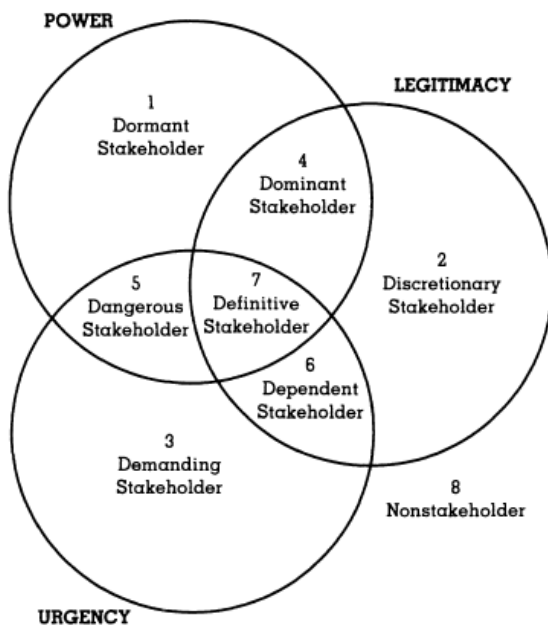 POWER
LEGITIMACY
1
Dormant
Stakeholder
4
Dominant
Stakeholder
2
Discretionary
Stakeholder
5
Dangerous
Stakeholder
7
Definitive
Stakeholder
6
Dependent
Stakeholder
3
Demanding
Stakeholder
8
Nonstakeholder
URGENCY